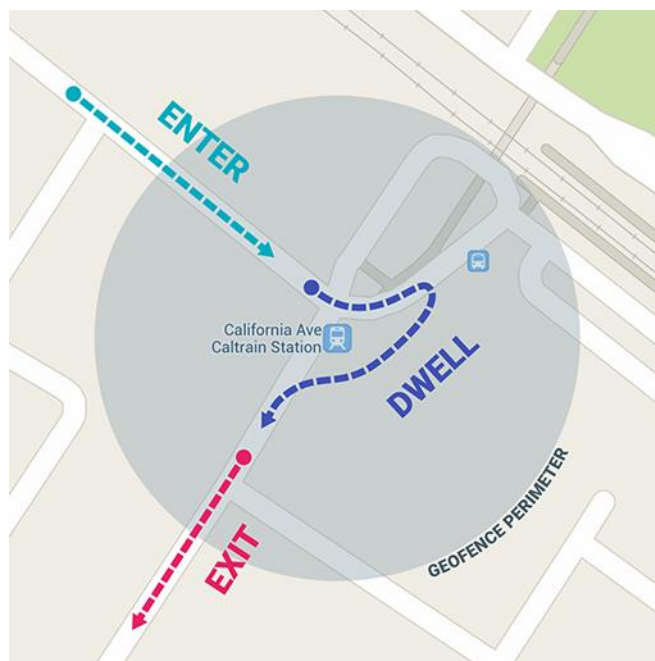 ENTER
California Ave
Caltrain Station
DWELL
GEOFENCE PERIMETER
EXIT